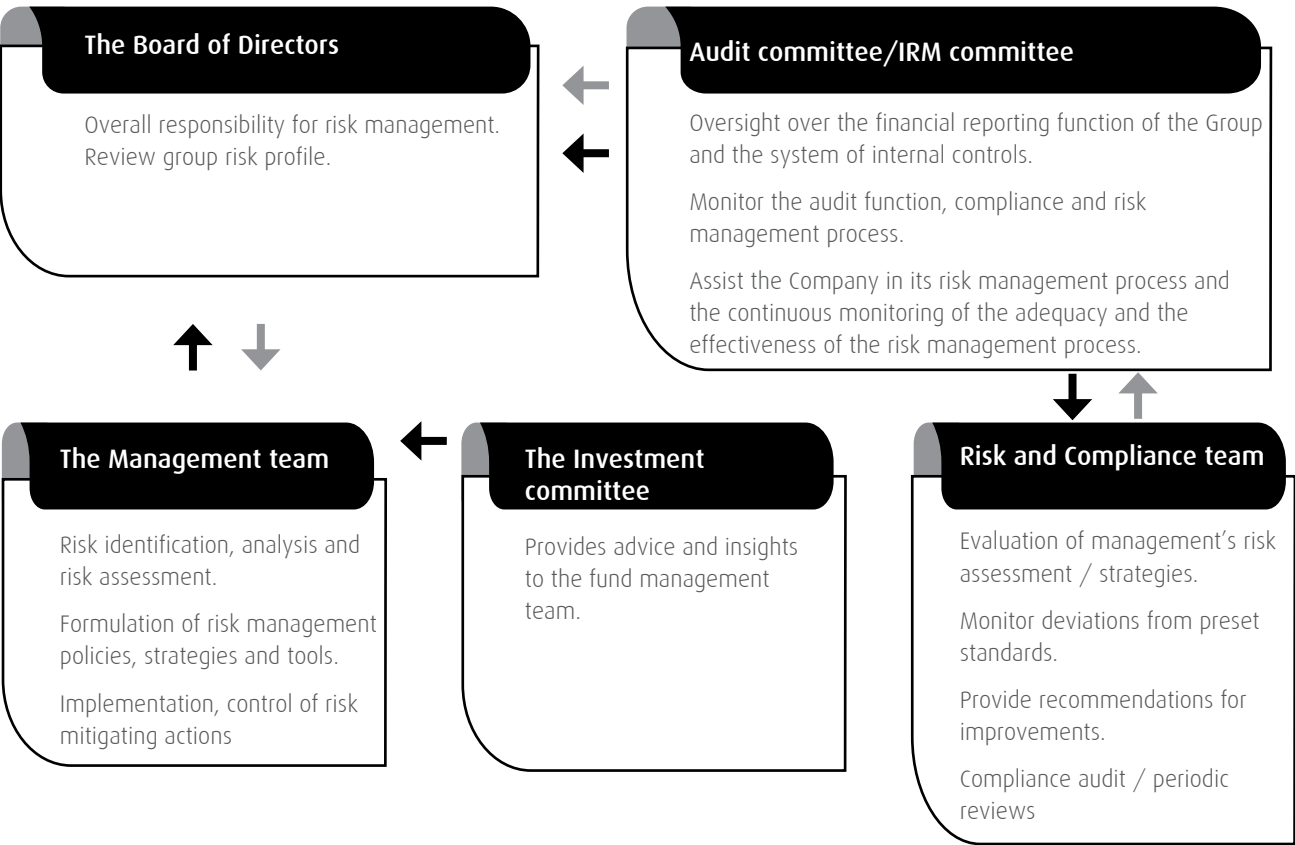 The Board of Directors
Overall responsibility for risk management.
Review group risk profile.
Audit committee/IRM committee
Oversight over the financial reporting function of the Group
and the system of internal controls.
Monitor the audit function, compliance and risk
management process.
Assist the Company in its risk management process and
the continuous monitoring of the adequacy and the
effectiveness of the risk management process.
The Management team
Risk identification, analysis and
risk assessment.
Formulation of risk management
policies, strategies and tools.
Implementation, control of risk
mitigating actions
The Investment
committee
Provides advice and insights
to the fund management
team.
Risk and Compliance team
Evaluation of management’s risk
assessment / strategies.
Monitor deviations from preset
standards.
Provide recommendations for
improvements.
Compliance audit / periodic
reviews